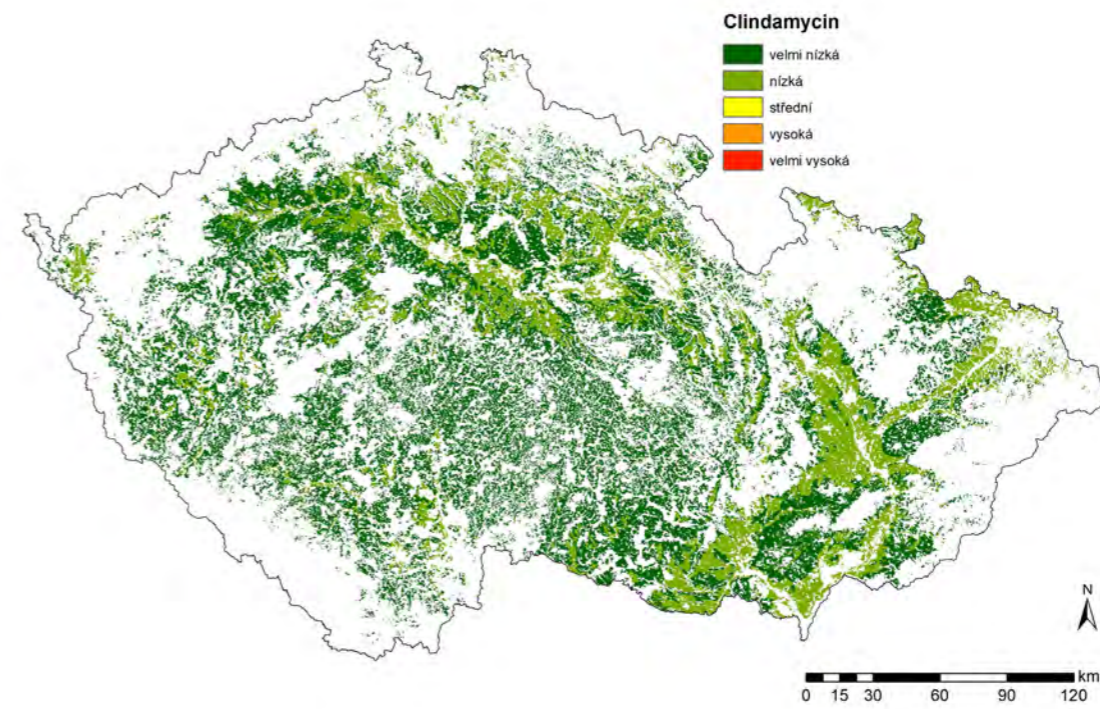 Clindamycin
velmi nízká
nízká
střední
vysoká
velmi vysoká
N
km
0 15 30 60 90 120